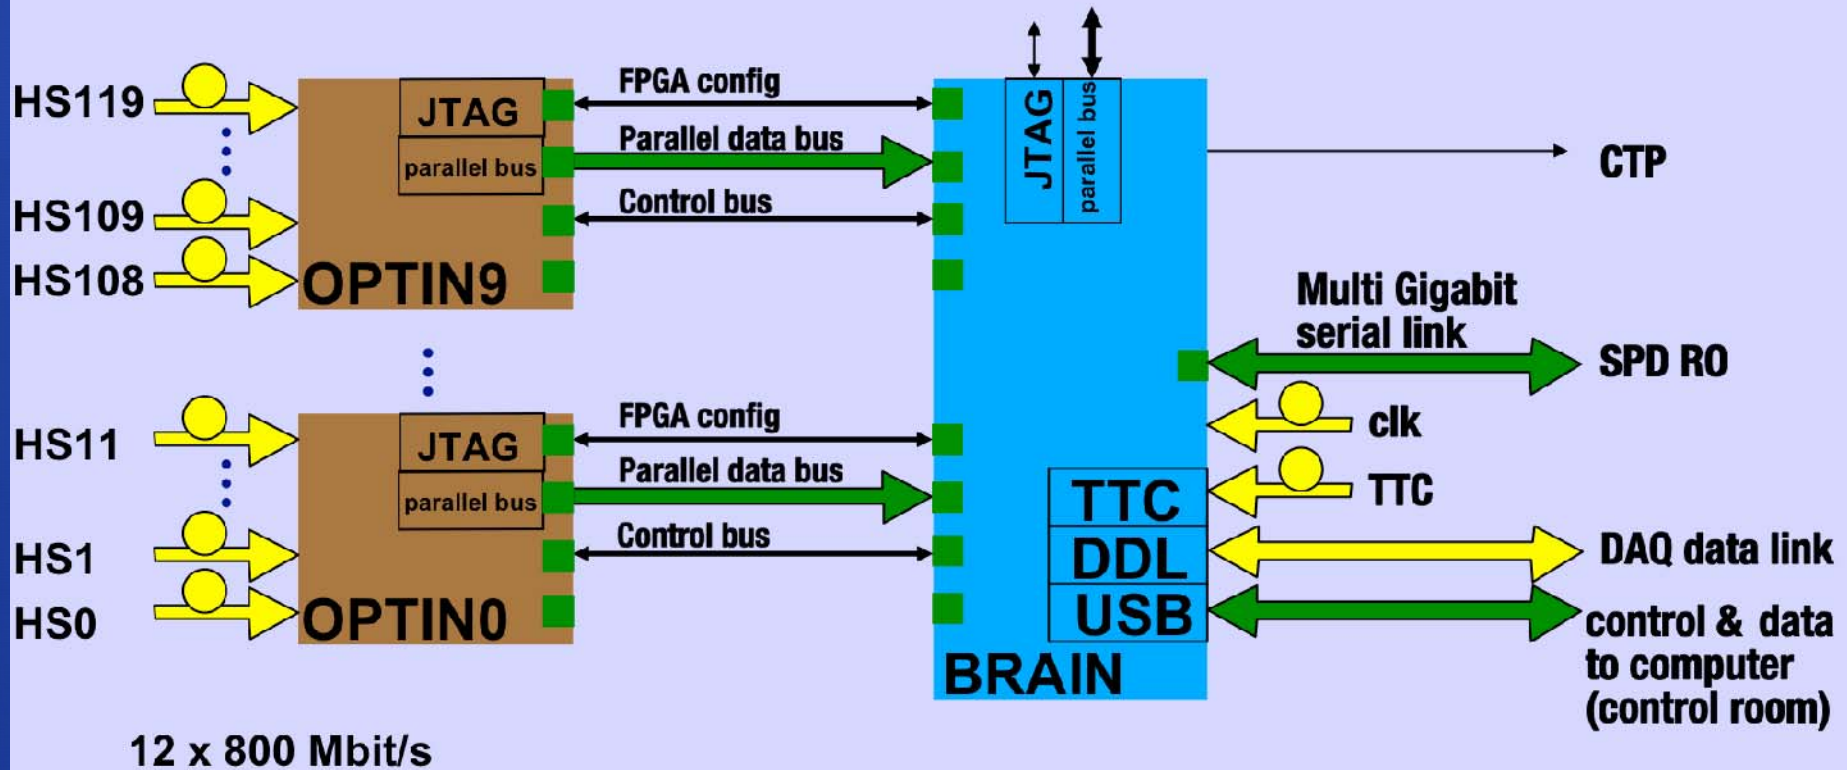 HS119
HS109
HS108
JTAG
parallel bus
OPTIN9
FPGA config
Parallel data bus
Control bus
HS11
HS1
HS0
JTAG
parallel bus
OPTIN0
FPGA config
Parallel data bus
Control bus
JTAG
parallel bus
TTC
DDL
USB
BRAIN
CTP
Multi Gigabit
serial link
SPD RO
clk
TTC
DAQ data link
control & data
to computer
(control room)
12 x 800 Mbit/s